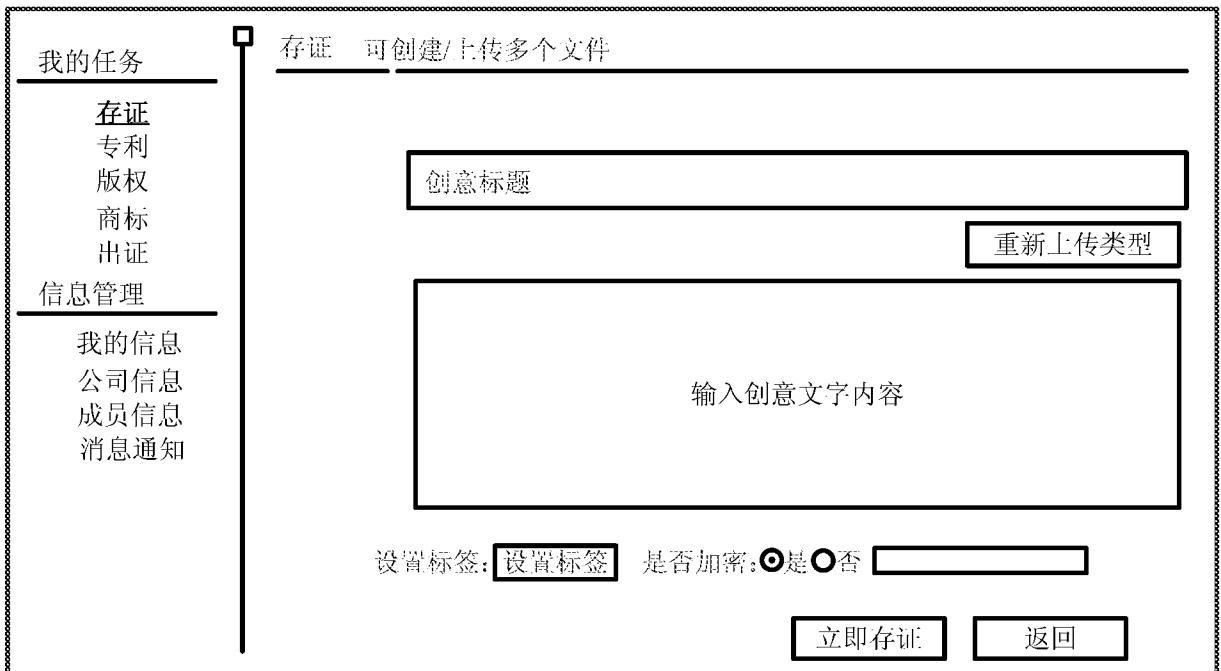 我的任务
存证
专利
版权
商标
出证
信息管理
我的信息
公司信息
成员信息
消息通知
存证 可创建/上传多个文件
创意标题
重新上传类型
输入创意文字内容
设置标签: 设置标签 是否加密: 是 否
立即存证 返回